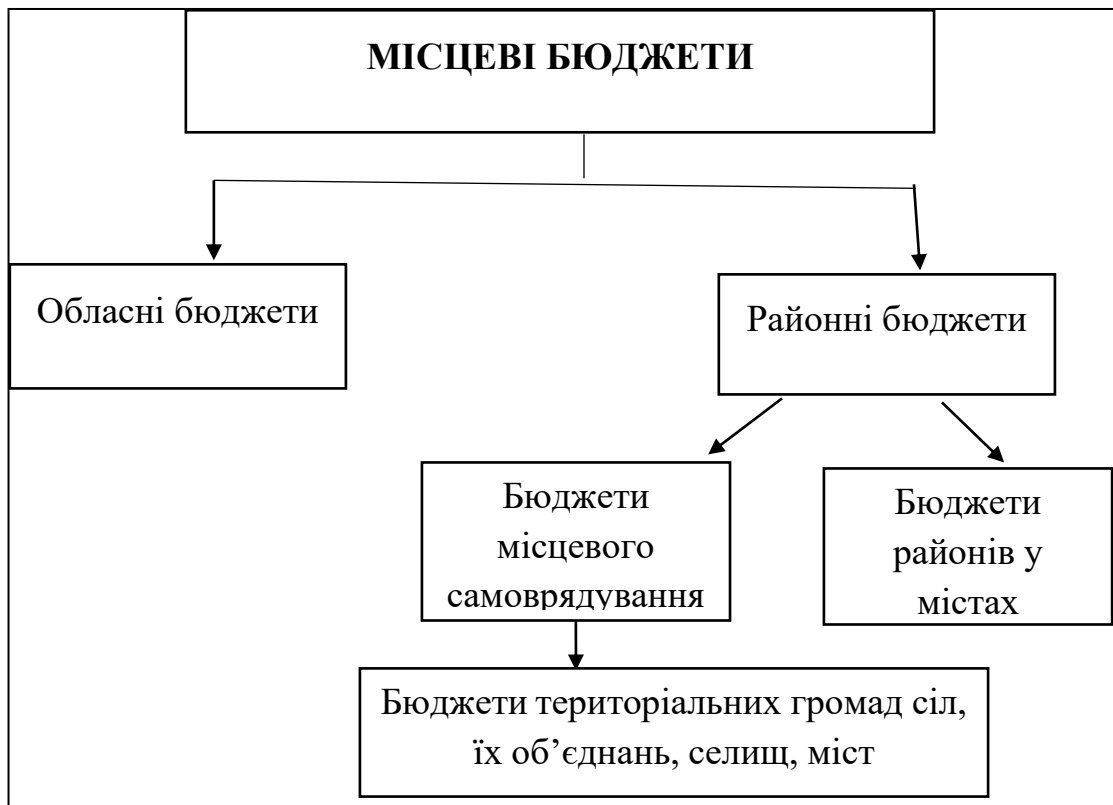 МІСЦЕВІ БЮДЖЕТИ
Обласні бюджети
Районні бюджети
Бюджети
місцевого
самоврядування
Бюджети
районів у
містах
Бюджети територіальних громад сіл,
їх об’єднань, селищ, міст